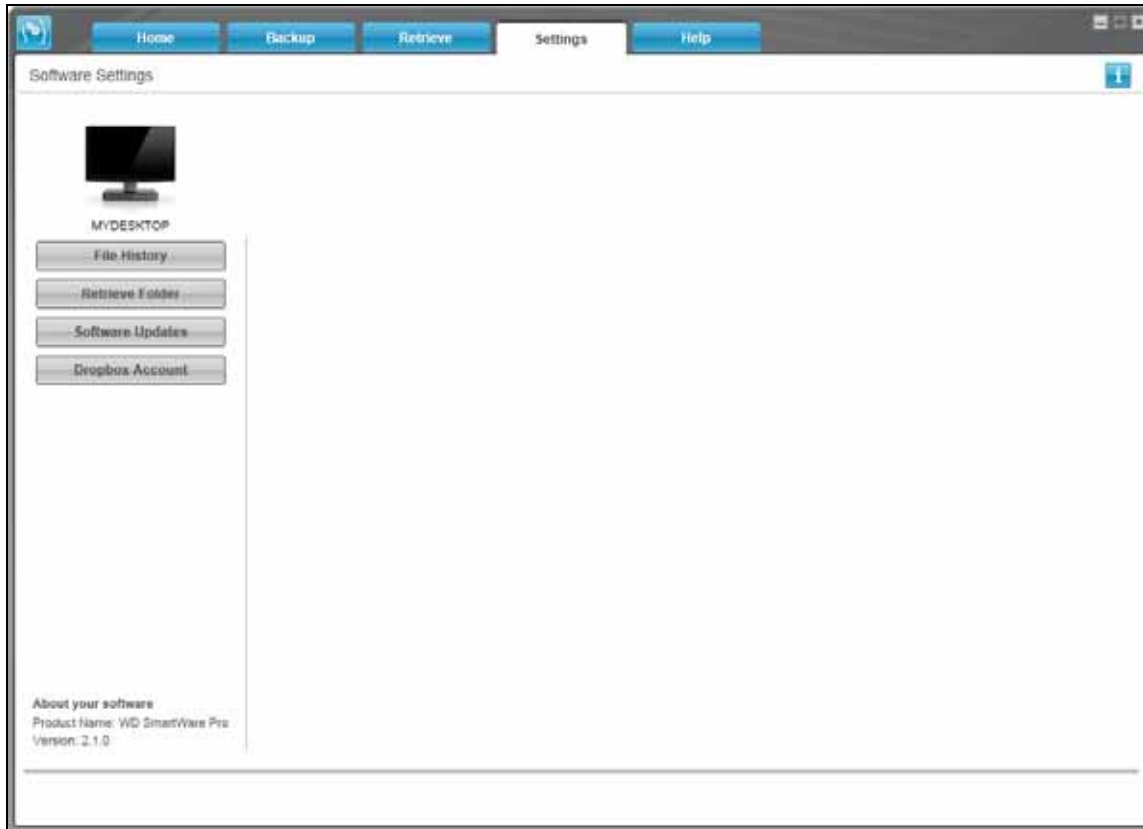 Home Backup Retrieve Settings Help
Software Settings
MYDESKTOP
File History
Retrieve Folder
Software Updates
Dropbox Account
About your software
Product Name: WD SmartWare Pro
Version: 2.1.0